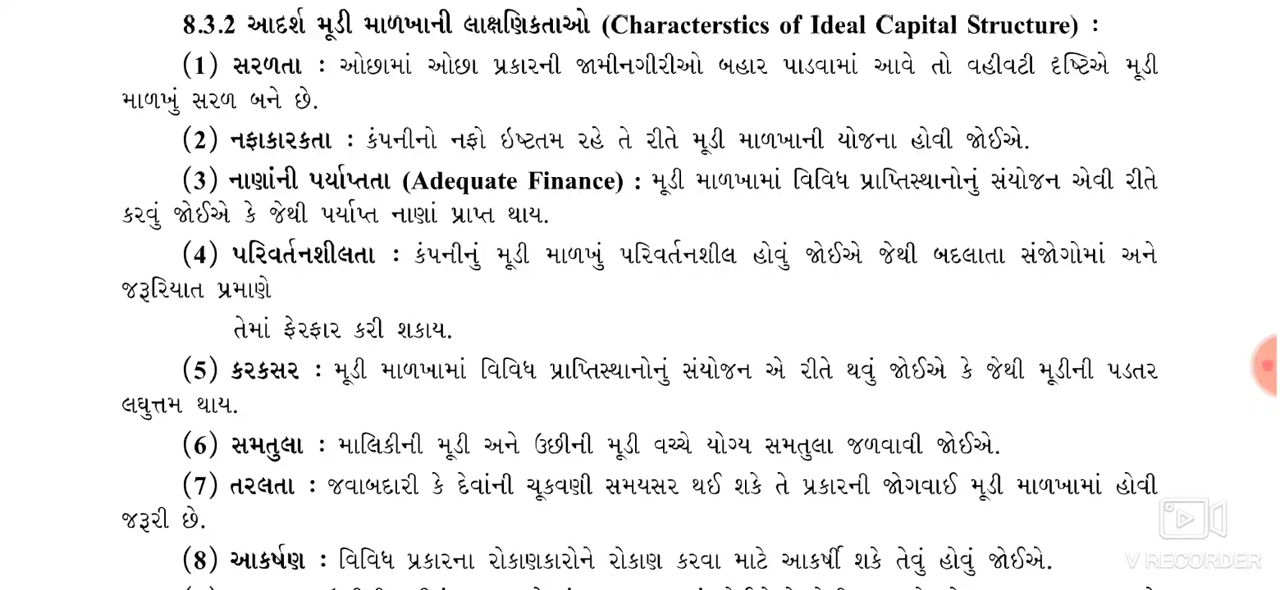 8.3.2 આદર્શ મૂડી માળખાની લાક્ષણિકતાઓ (Characterstics of Ideal Capital Structure) :
(1) સરળતા : ઓછામાં ઓછા પ્રકારની જામીનગીરીઓ બહાર પાડવામાં આવે તો વહીવટી દૃષ્ટિએ મૂડી
માળખું સરળ બને છે.
(2) નફાકારકતા : કંપનીનો નફો ઇષ્ટતમ રહે તે રીતે મૂડી માળખાની યોજના હોવી જોઈએ.
(3) નાણાંની પર્યાપ્તતા (Adequate Finance) : મૂડી માળખામાં વિવિધ પ્રાપ્તિસ્થાનોનું સંયોજન એવી રીતે
કરવું જોઈએ કે જેથી પર્યાપ્ત નાણાં પ્રાપ્ત થાય.
(4) પરિવર્તનશીલતા : કંપનીનું મૂડી માળખું પરિવર્તનશીલ હોવું જોઈએ જેથી બદલાતા સંજોગોમાં અને
જરૂરિયાત પ્રમાણે
તેમાં ફેરફાર કરી શકાય.
(5) કરકસર : મૂડી માળખામાં વિવિધ પ્રાપ્તિસ્થાનોનું સંયોજન એ રીતે થવું જોઈએ કે જેથી મૂડીની પડતર
લઘુત્તમ થાય.
(6) સમતુલા : માલિકીની મૂડી અને ઉછીની મૂડી વચ્ચે યોગ્ય સમતુલા જળવાવી જોઈએ.
(7) તરલતા : જવાબદારી કે દેવાંની ચૂકવણી સમયસર થઈ શકે તે પ્રકારની જોગવાઈ મૂડી માળખામાં હોવી
જરૂરી છે.
(8) આકર્ષણ : વિવિધ પ્રકારના રોકાણકારોને રોકાણ કરવા માટે આકર્ષી શકે તેવું હોવું જોઈએ.
V RECORDER